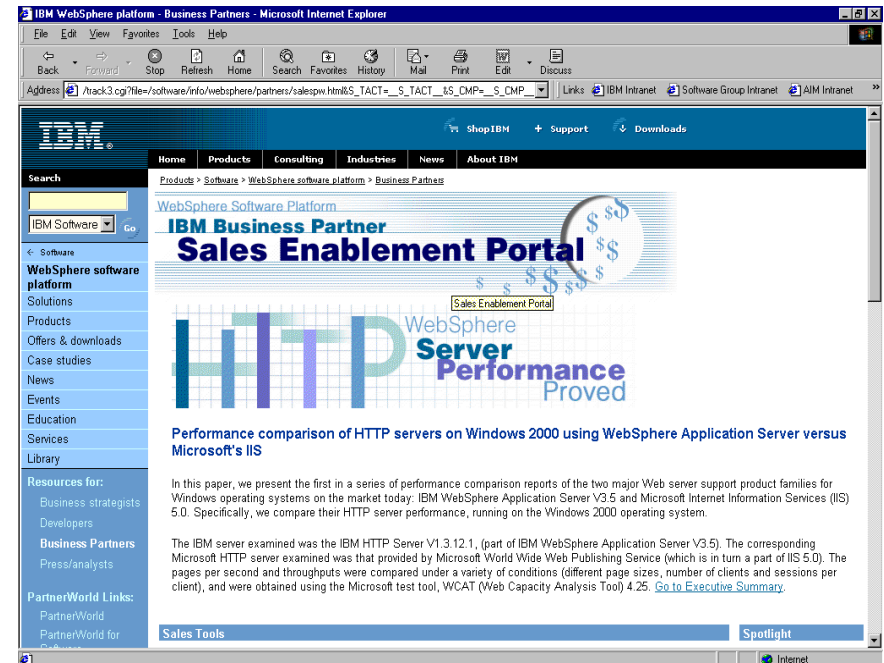 IBM WebSphere platform - Business Partners - Microsoft Internet Explorer
File Edit View Favorites Tools Help
Back Forward Stop Refresh Home Search Favorites History Mail Print Edit Discuss
Address /track3.cgi?file=/software/info/websphere/partners/salespw.html&S_TACT=__S_TACT__&S_CMP=__S_CMP__ Links IBM Intranet Software Group Intranet AIM Intranet »
IBM®
ShopIBM + Support Downloads
Home Products Consulting Industries News About IBM
Search
IBM Software Go
← Software
WebSphere software
platform
Solutions
Products
Offers & downloads
Case studies
News
Events
Education
Services
Library
Resources for:
Business strategists
Developers
Business Partners
Press/analysts
PartnerWorld Links:
PartnerWorld
PartnerWorld for
Products > Software > WebSphere software platform > Business Partners
WebSphere Software Platform
IBM Business Partner
Sales Enablement Portal
$ $ $ $ $ $ $ $ $ $ $
Sales Enablement Portal
HTTP
WebSphere
Server
Performance
Proved
Performance comparison of HTTP servers on Windows 2000 using WebSphere Application Server versus
Microsoft's IIS
In this paper, we present the first in a series of performance comparison reports of the two major Web server support product families for
Windows operating systems on the market today: IBM WebSphere Application Server V3.5 and Microsoft Internet Information Services (IIS)
5.0. Specifically, we compare their HTTP server performance, running on the Windows 2000 operating system.
The IBM server examined was the IBM HTTP Server V1.3.12.1, (part of IBM WebSphere Application Server V3.5). The corresponding
Microsoft HTTP server examined was that provided by Microsoft World Wide Web Publishing Service (which is in turn a part of IIS 5.0). The
pages per second and throughputs were compared under a variety of conditions (different page sizes, number of clients and sessions per
client), and were obtained using the Microsoft test tool, WCAT (Web Capacity Analysis Tool) 4.25. Go to Executive Summary.
Sales Tools Spotlight
Internet